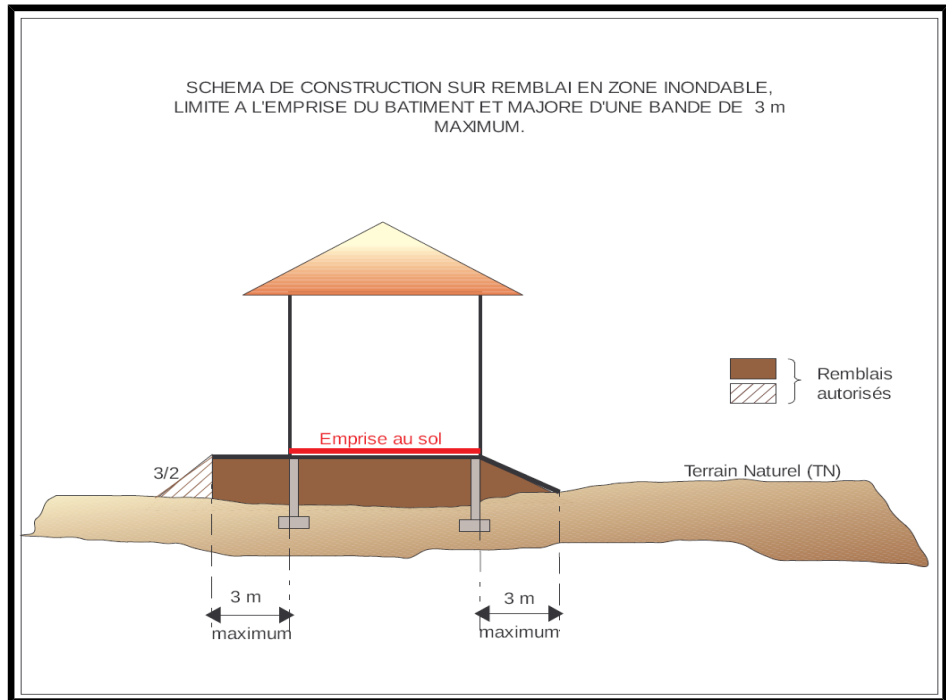 SCHEMA DE CONSTRUCTION SUR REMBLAI EN ZONE INONDABLE,
LIMITE A L'EMPRISE DU BATIMENT ET MAJORE D'UNE BANDE DE 3 m
MAXIMUM.
Remblais
autorisés
Emprise au sol
3/2
Terrain Naturel (TN)
3 m
maximum
3 m
maximum